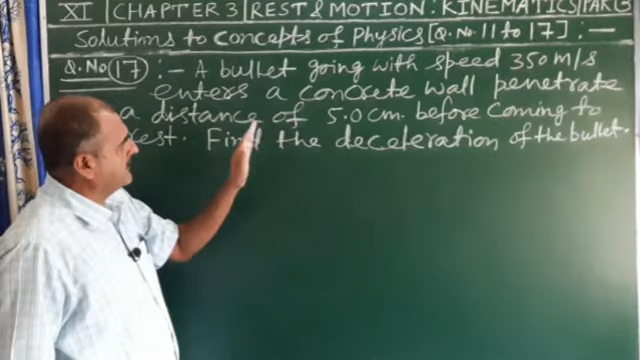 XI | CHAPTER 3 | REST & MOTION : KINEMATICS | PART 3
Solutions to Concepts of Physics [Q. No. 11 to 17] :—
Q. No 17 :— A bullet going with speed 350 m/s
enters a concrete wall penetrate
a distance of 5.0 cm. before coming to
est. Find the deceleration of the bullet.